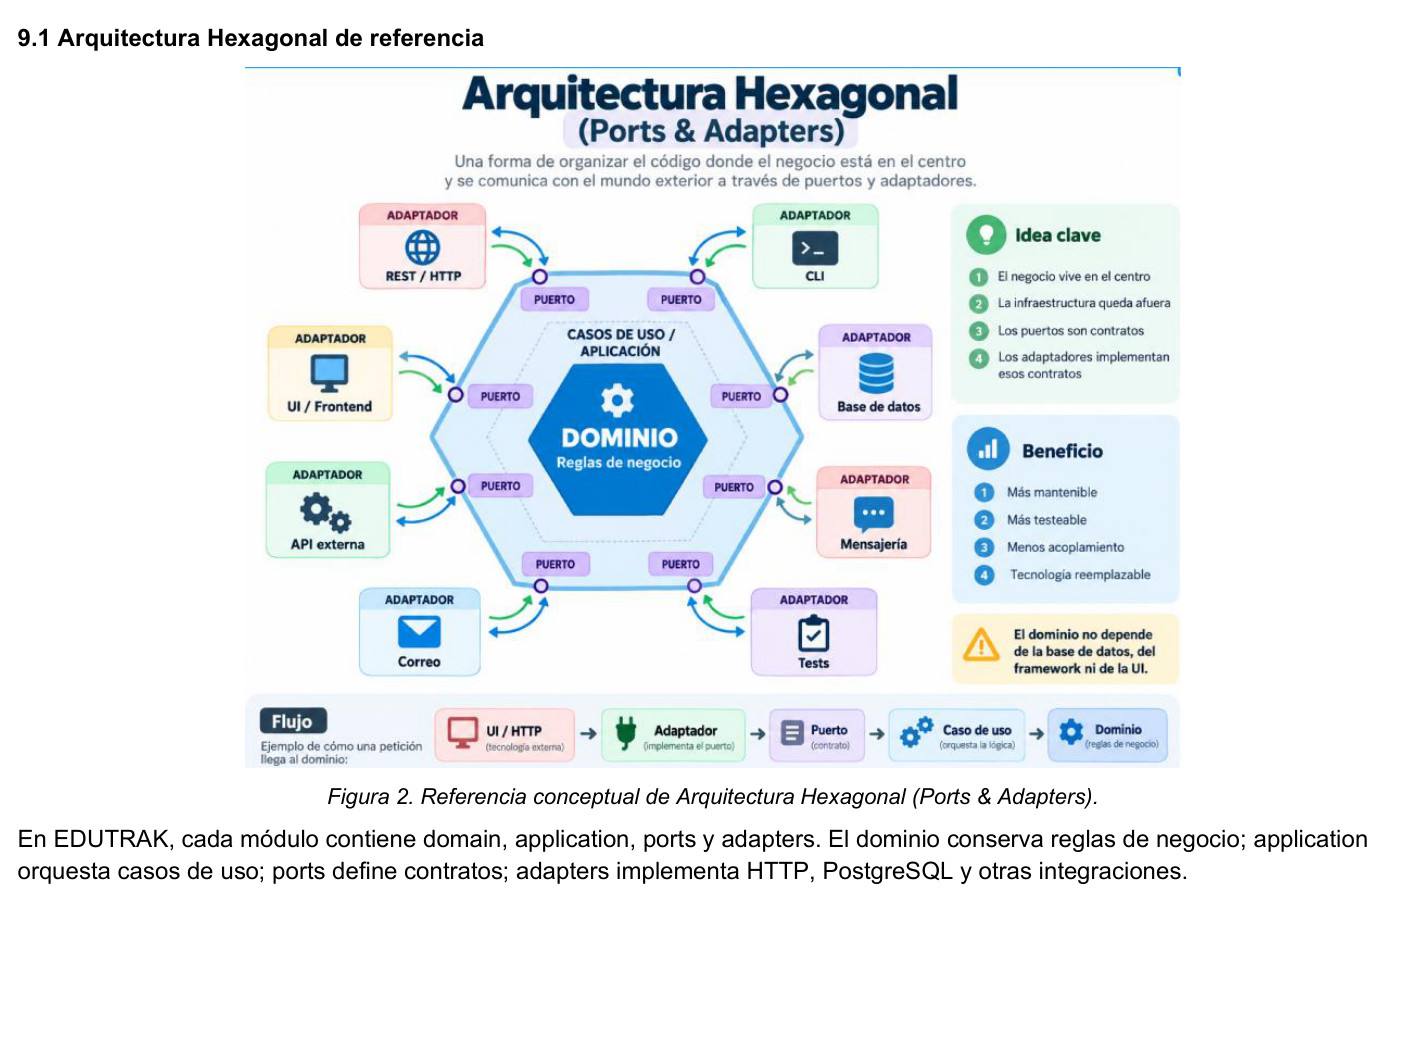 9.1 Arquitectura Hexagonal de referencia
Arquitectura Hexagonal
(Ports & Adapters)
Una forma de organizar el código donde el negocio está en el centro
y se comunica con el mundo exterior a través de puertos y adaptadores.
ADAPTADOR
REST / HTTP
ADAPTADOR
CLI
PUERTO
PUERTO
ADAPTADOR
UI / Frontend
PUERTO
CASOS DE USO /
APLICACIÓN
DOMINIO
Reglas de negocio
PUERTO
ADAPTADOR
Base de datos
ADAPTADOR
API externa
PUERTO
PUERTO
ADAPTADOR
Mensajería
PUERTO
PUERTO
ADAPTADOR
Correo
ADAPTADOR
Tests
Idea clave
1 El negocio vive en el centro
2 La infraestructura queda afuera
3 Los puertos son contratos
4 Los adaptadores implementan
esos contratos
Beneficio
1 Más mantenible
2 Más testeable
3 Menos acoplamiento
4 Tecnología reemplazable
El dominio no depende
de la base de datos, del
framework ni de la UI.
Flujo
Ejemplo de cómo una petición
llega al dominio:
UI / HTTP
(tecnología externa)
Adaptador
(implementa el puerto)
Puerto
(contrato)
Caso de uso
(orquesta la lógica)
Dominio
(reglas de negocio)
Figura 2. Referencia conceptual de Arquitectura Hexagonal (Ports & Adapters).
En EDUTRAK, cada módulo contiene domain, application, ports y adapters. El dominio conserva reglas de negocio; application
orquesta casos de uso; ports define contratos; adapters implementa HTTP, PostgreSQL y otras integraciones.